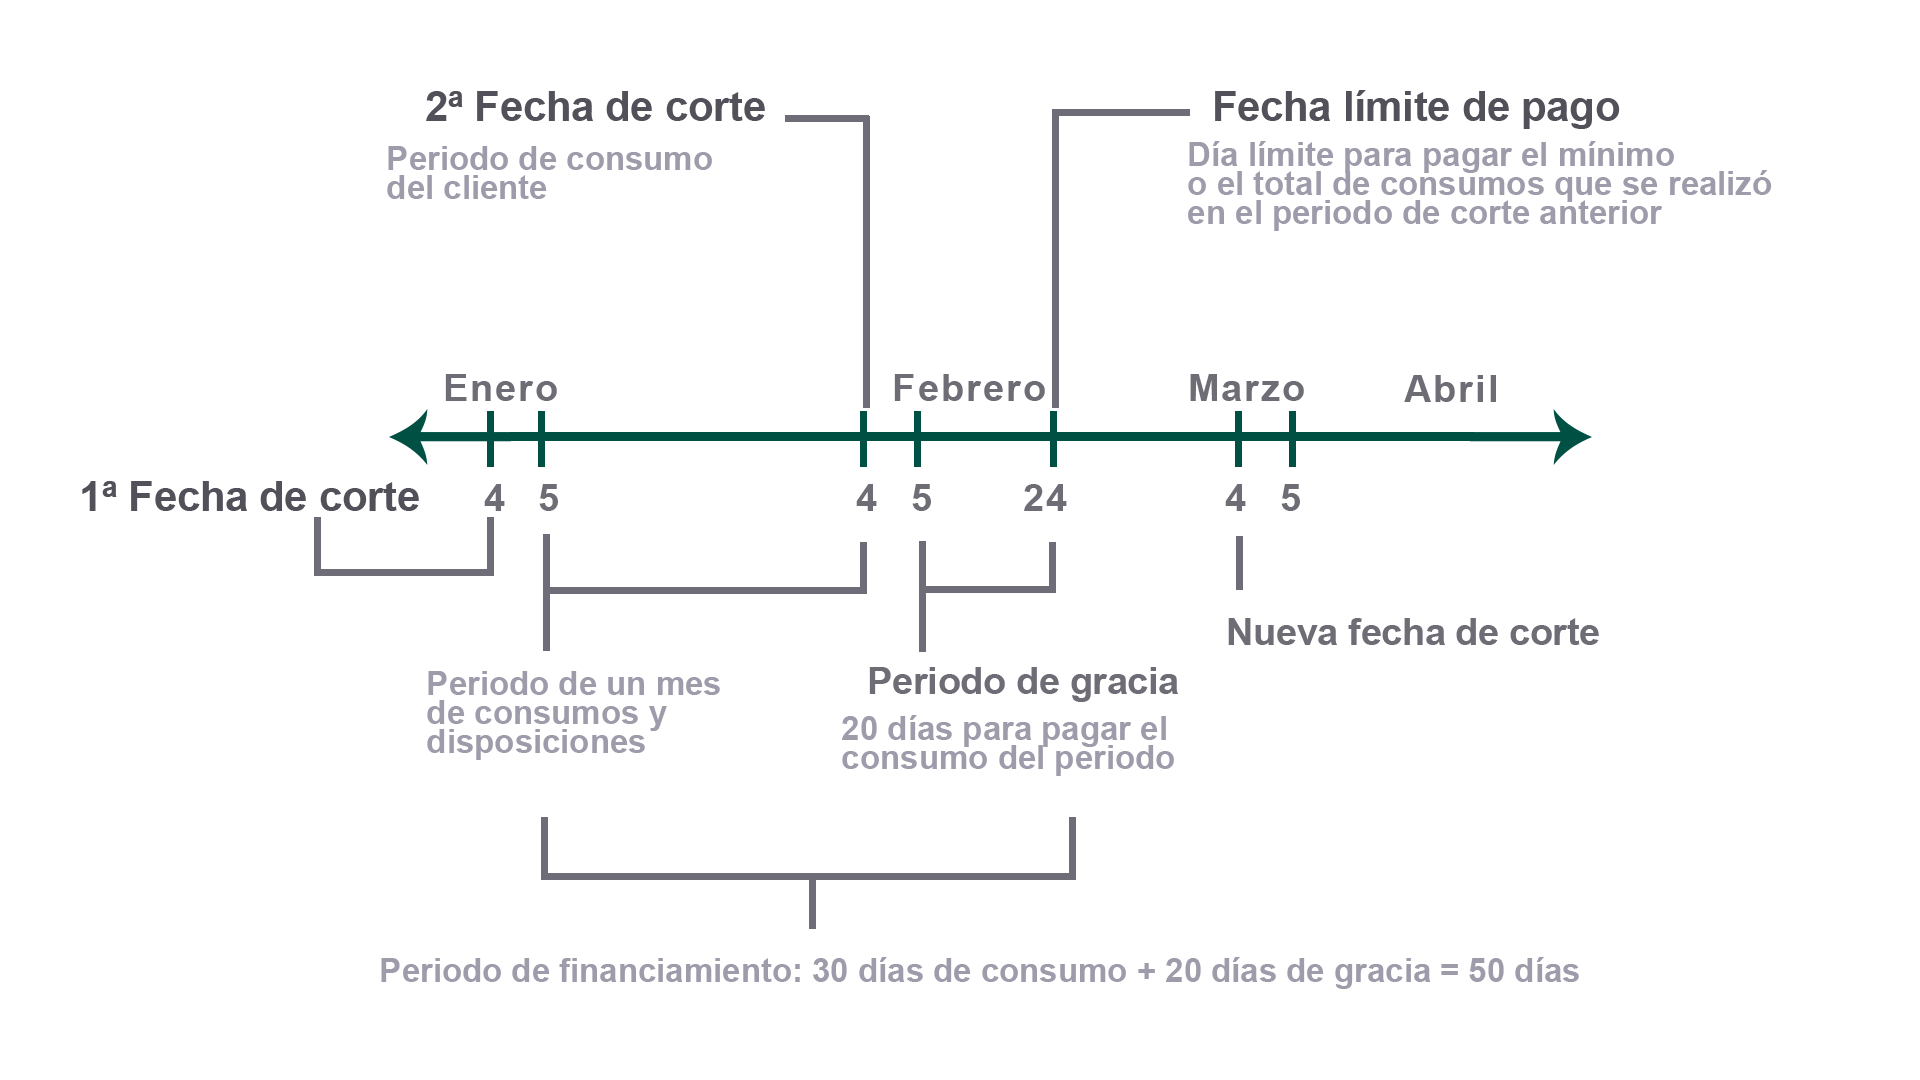 2ª Fecha de corte
Periodo de consumo
del cliente
Fecha límite de pago
Día límite para pagar el mínimo
o el total de consumos que se realizó
en el periodo de corte anterior
Enero
Febrero
Marzo
Abril
1ª Fecha de corte
4
5
4
5
24
4
5
Nueva fecha de corte
Periodo de un mes
de consumos y
disposiciones
Periodo de gracia
20 días para pagar el
consumo del periodo
Periodo de financiamiento: 30 días de consumo + 20 días de gracia = 50 días